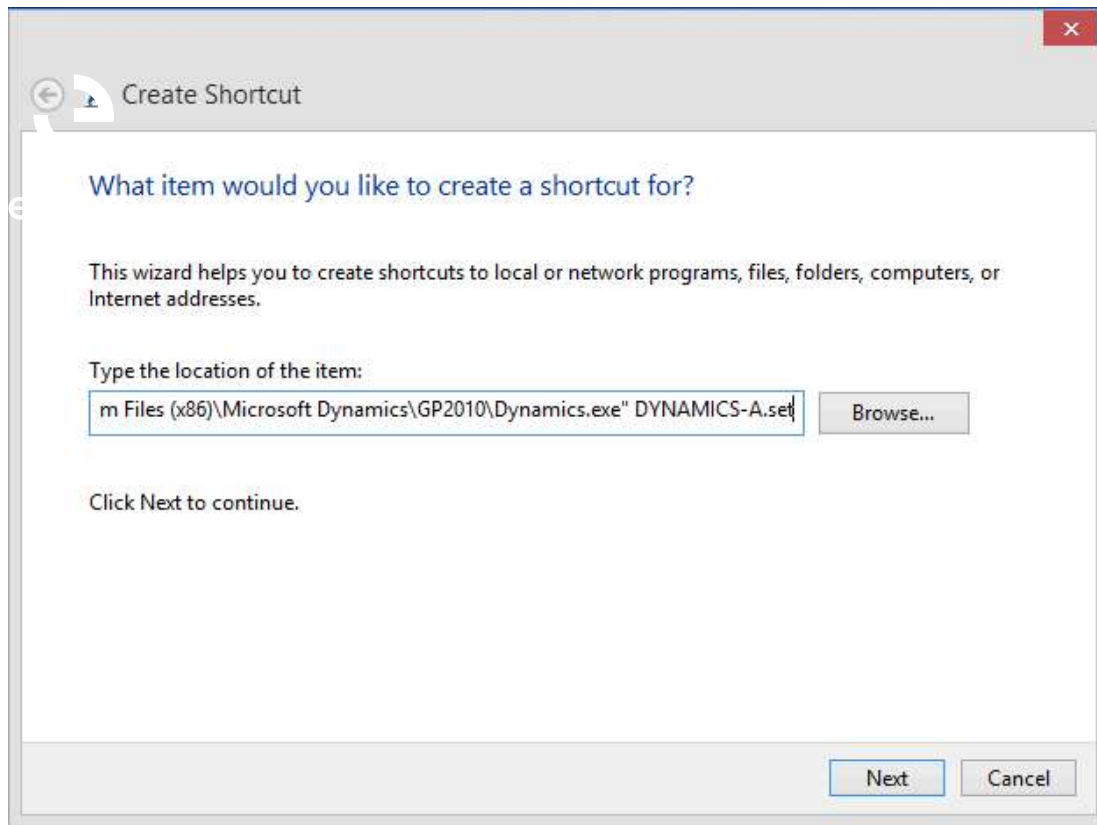 Create Shortcut
What item would you like to create a shortcut for?
This wizard helps you to create shortcuts to local or network programs, files, folders, computers, or
Internet addresses.
Type the location of the item:
m Files (x86)\Microsoft Dynamics\GP2010\Dynamics.exe" DYNAMICS-A.set
Browse...
Click Next to continue.
Next
Cancel